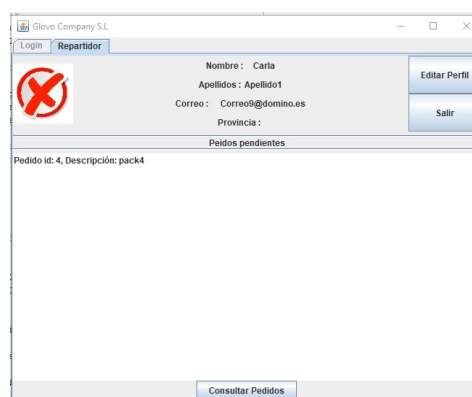 Glovo Company S.L
Login Repartidor
Nombre : Carla
Apellidos : Apellido1
Correo : Correo9@domino.es
Provincia :
Editar Perfil
Salir
Peidos pendientes
Pedido id: 4, Descripción: pack4
Consultar Pedidos